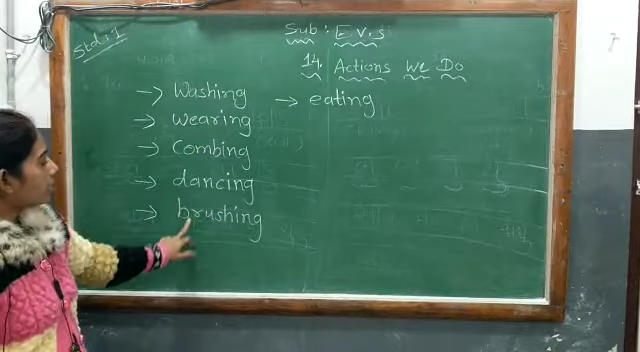 Std: 1
Sub: E.V.S
14. Actions We Do
→ Washing → eating
→ Wearing
→ Combing
→ dancing
→ brushing